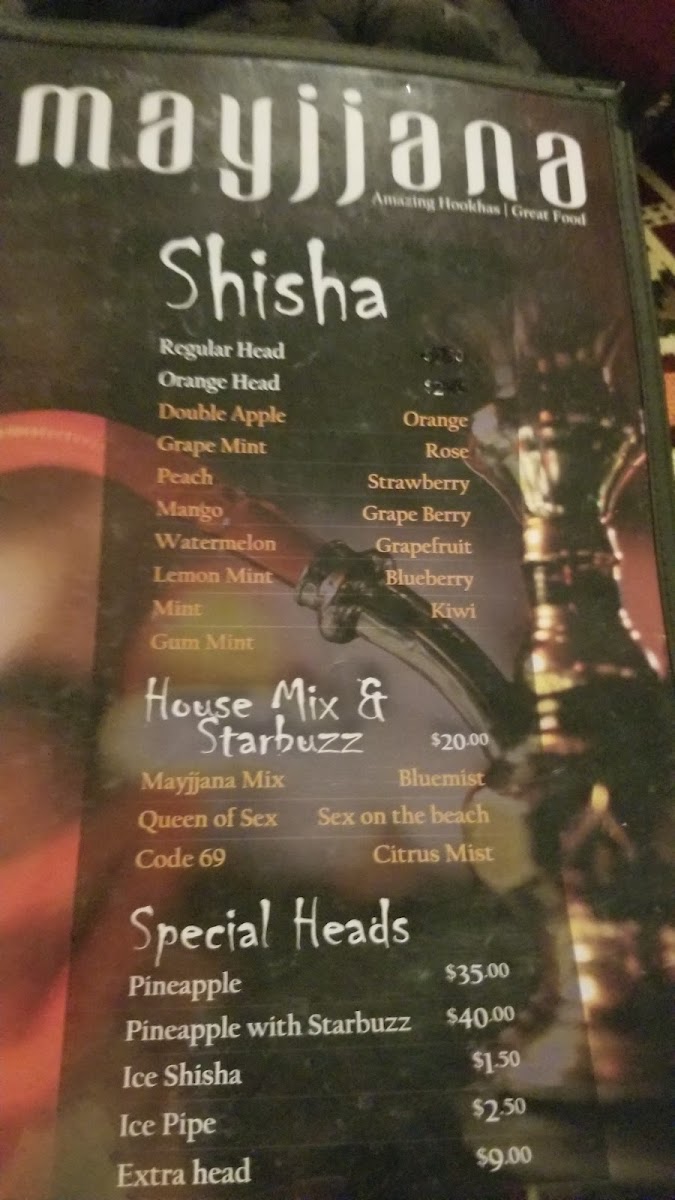 mayjjana
Amazing Hookhas | Great Food
Shisha
Regular Head
Orange Head
Double Apple Orange
Grape Mint Rose
Peach Strawberry
Mango Grape Berry
Watermelon Grapefruit
Lemon Mint Blueberry
Mint Kiwi
Gum Mint
House Mix &
Starbuzz $20.00
Mayjjana Mix Bluemist
Queen of Sex Sex on the beach
Code 69 Citrus Mist
Special Heads
Pineapple $35.00
Pineapple with Starbuzz $40.00
Ice Shisha $1.50
Ice Pipe $2.50
Extra head $9.00